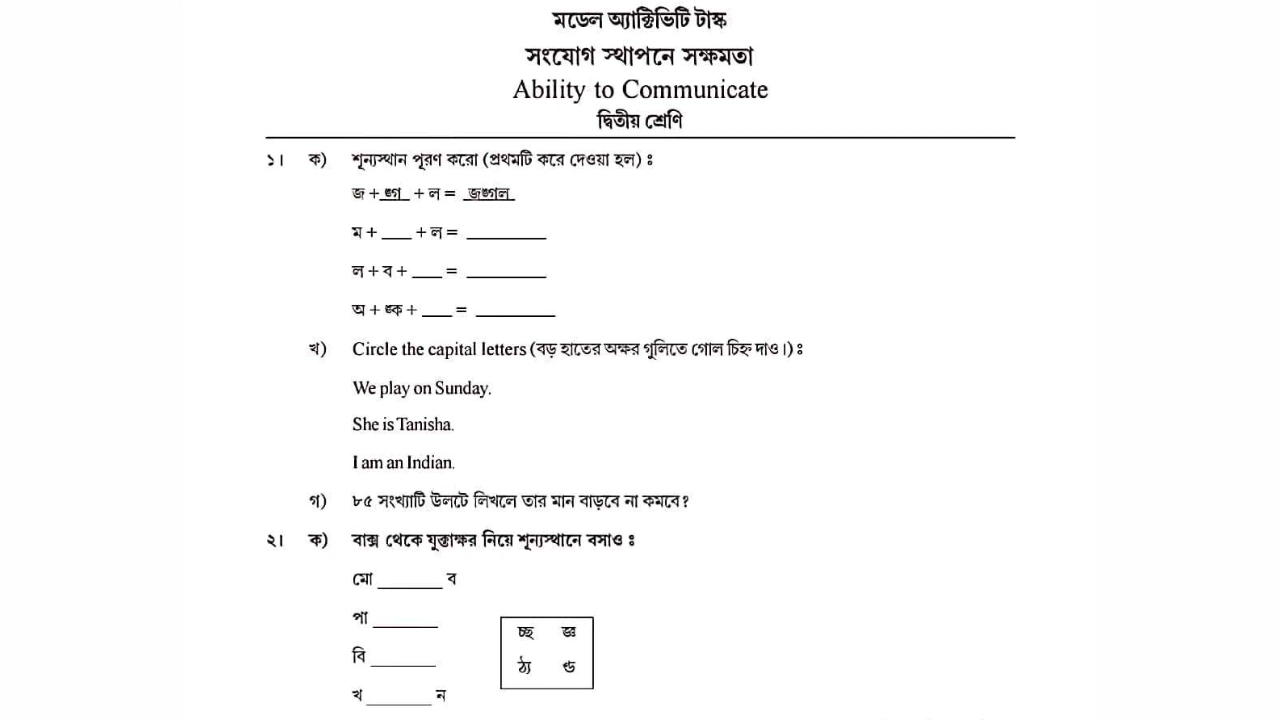 মডেল অ্যাক্টিভিটি টাস্ক
সংযোগ স্থাপনে সক্ষমতা
Ability to Communicate
দ্বিতীয় শ্রেণি
১। ক) শূন্যস্থান পূরণ করো (প্রথমটি করে দেওয়া হল) ঃ
জ + ঙ্গ + ল = জঙ্গল
ম + ___ + ল = ________
ল + ব + ___ = ________
অ + ঙ্ক + ___ = ________
খ) Circle the capital letters (বড় হাতের অক্ষর গুলিতে গোল চিহ্ন দাও।) ঃ
We play on Sunday.
She is Tanisha.
I am an Indian.
গ) ৮৫ সংখ্যাটি উলটে লিখলে তার মান বাড়বে না কমবে?
২। ক) বাক্স থেকে যুক্তাক্ষর নিয়ে শূন্যস্থানে বসাও ঃ
মো ______ ব
পা ______
চ্ছ জ্ঞ
বি ______
ঠ্য ণ্ড
খ ______ ন